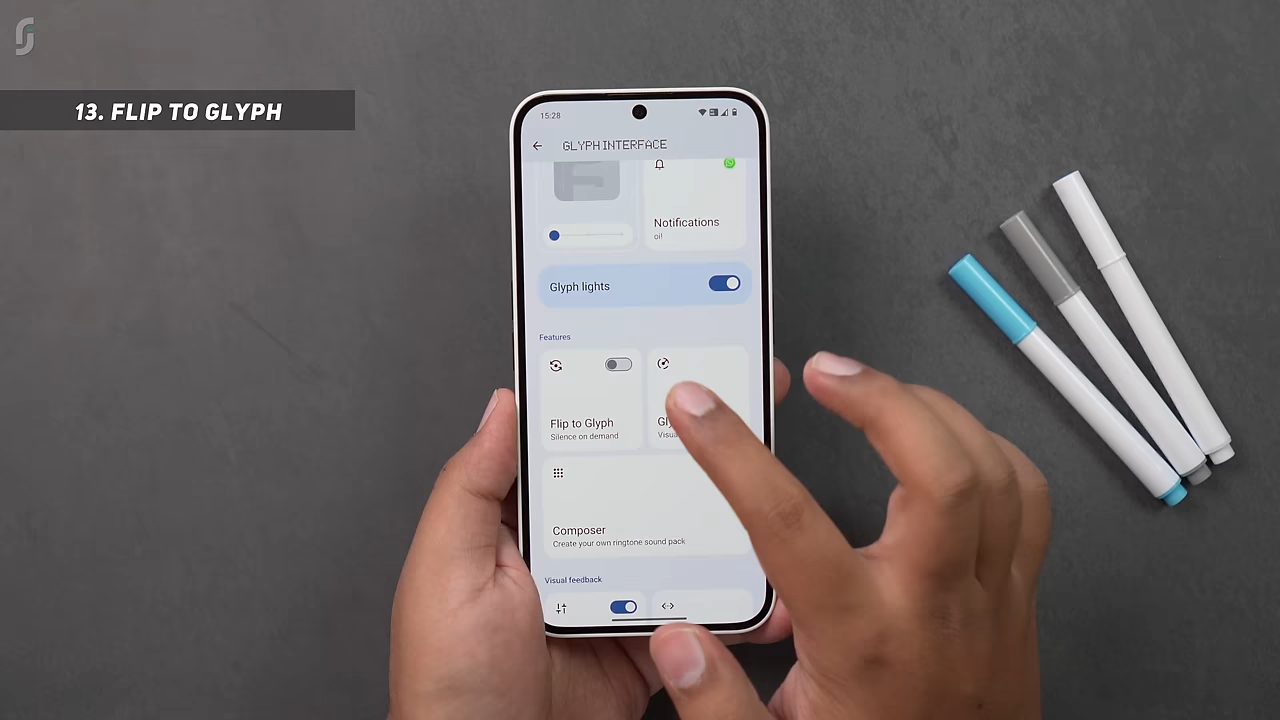 13. FLIP TO GLYPH
15:28
GLYPH INTERFACE
Notifications
oi!
Glyph lights
Features
Flip to Glyph
Silence on demand
Composer
Create your own ringtone sound pack
Visual feedback